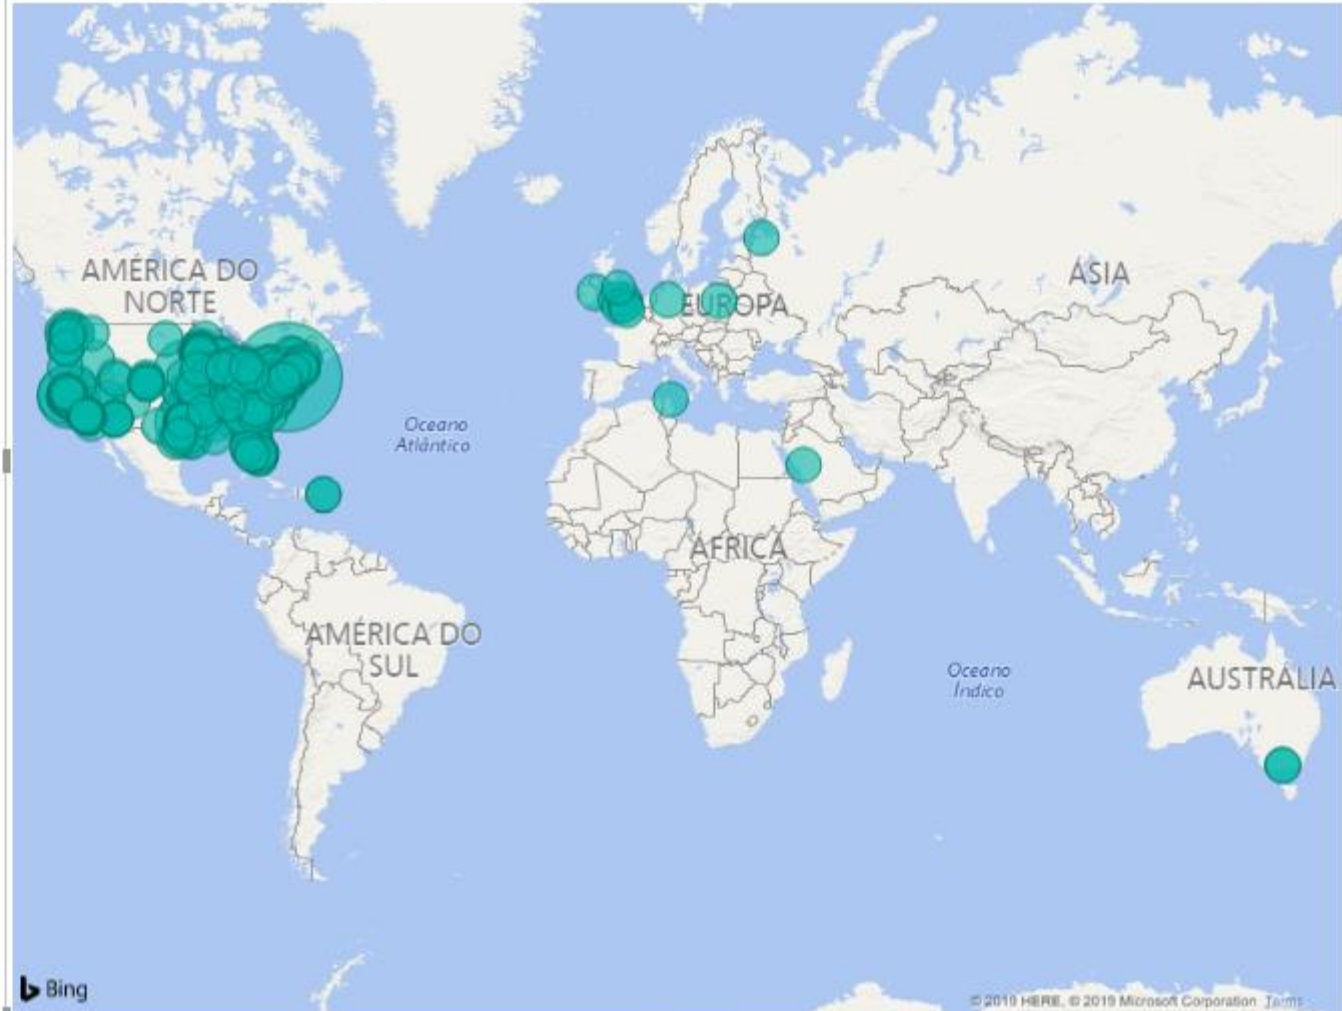 AMÉRICA DO
NORTE
EUROPA
ÁSIA
Oceano
Atlântico
ÁFRICA
AMÉRICA DO
SUL
Oceano
Índico
AUSTRÁLIA
Bing
© 2019 HERE, © 2019 Microsoft Corporation Terms